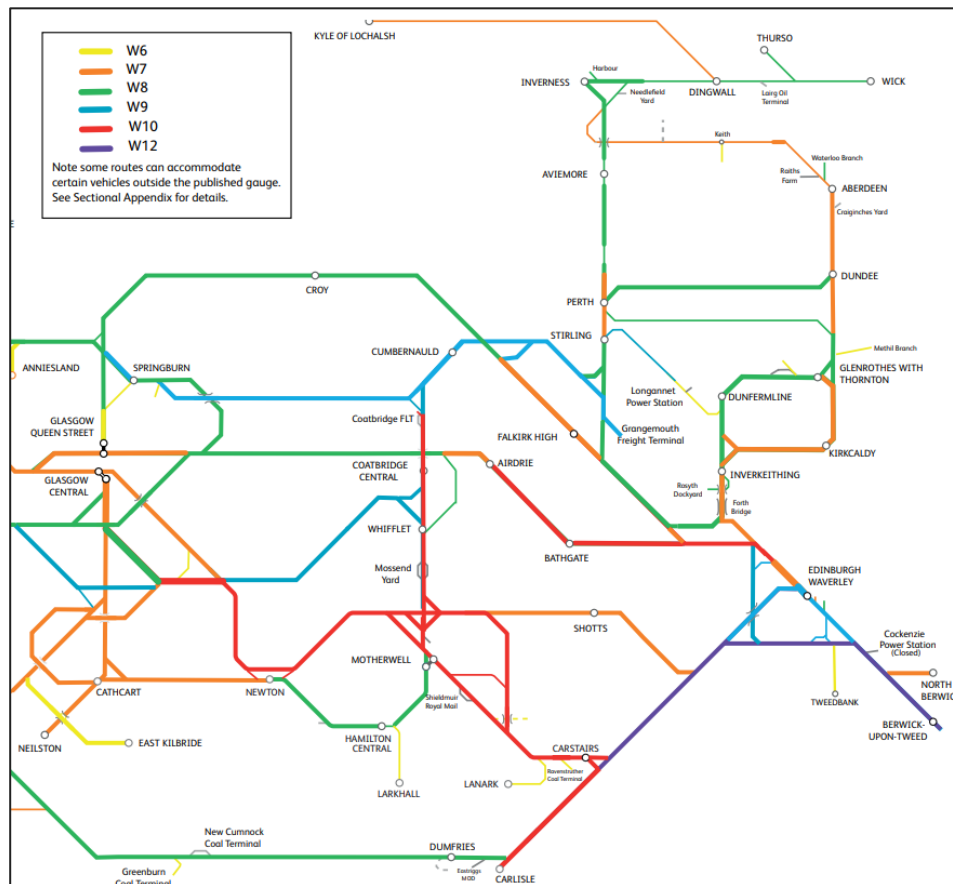 W6
W7
W8
W9
W10
W12
Note some routes can accommodate
certain vehicles outside the published gauge.
See Sectional Appendix for details.
KYLE OF LOCHALSH
THURSO
INVERNESS
Harbour
Needlefield
Yard
DINGWALL
Lairg Oil
Terminal
WICK
Keith
Waterloo Branch
Raiths
Farm
AVIEMORE
ABERDEEN
Craiginches Yard
E
CROY
DUNDEE
PERTH
STIRLING
CUMBERNAULD
Methil Branch
ANNIESLAND
SPRINGBURN
GLENROTHES WITH
THORNTON
Longannet
Power Station
DUNFERMLINE
GLASGOW
QUEEN STREET
Coatbridge FLT
Grangemouth
Freight Terminal
FALKIRK HIGH
KIRKCALDY
COATBRIDGE
CENTRAL
AIRDRIE
INVERKEITHING
GLASGOW
CENTRAL
Rosyth
Dockyard
Forth
Bridge
WHIFFLET
BATHGATE
Mossend
Yard
EDINBURGH
WAVERLEY
SHOTTS
Cockenzie
Power Station
(Closed)
MOTHERWELL
CATHCART
NEWTON
Shieldmuir
Royal Mail
TWEEDBANK
NORTH
BERWIC
BERWICK-
UPON-TWEED
NEILSTON
EAST KILBRIDE
HAMILTON
CENTRAL
CARSTAIRS
Ravenstruther
Coal Terminal
LARKHALL
LANARK
New Cumnock
Coal Terminal
DUMFRIES
Eastriggs
MOD
CARLISLE
Greenburn
Coal Terminal